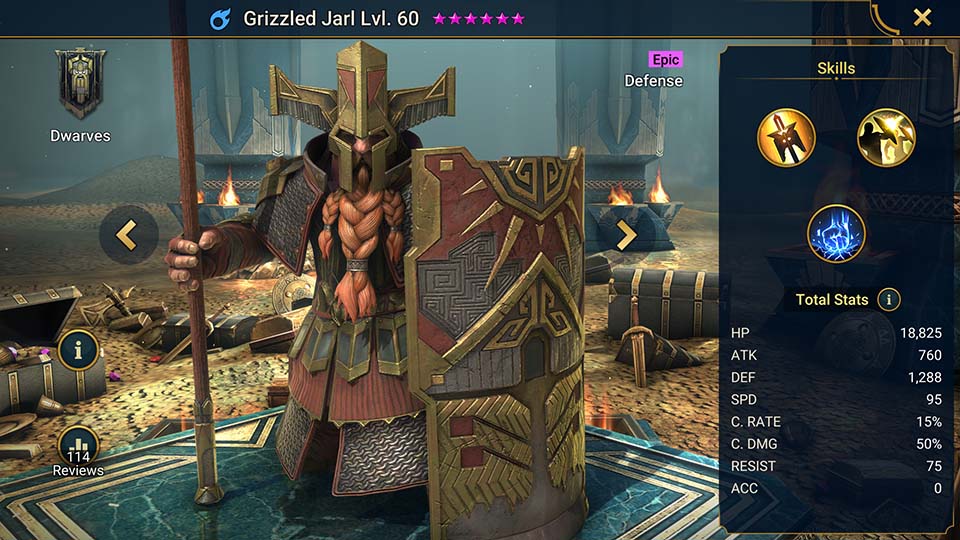 Grizzled Jarl Lvl. 60
Dwarves
Epic
Defense
Skills
Total Stats
HP 18,825
ATK 760
DEF 1,288
SPD 95
C. RATE 15%
C. DMG 50%
RESIST 75
ACC 0
114
Reviews